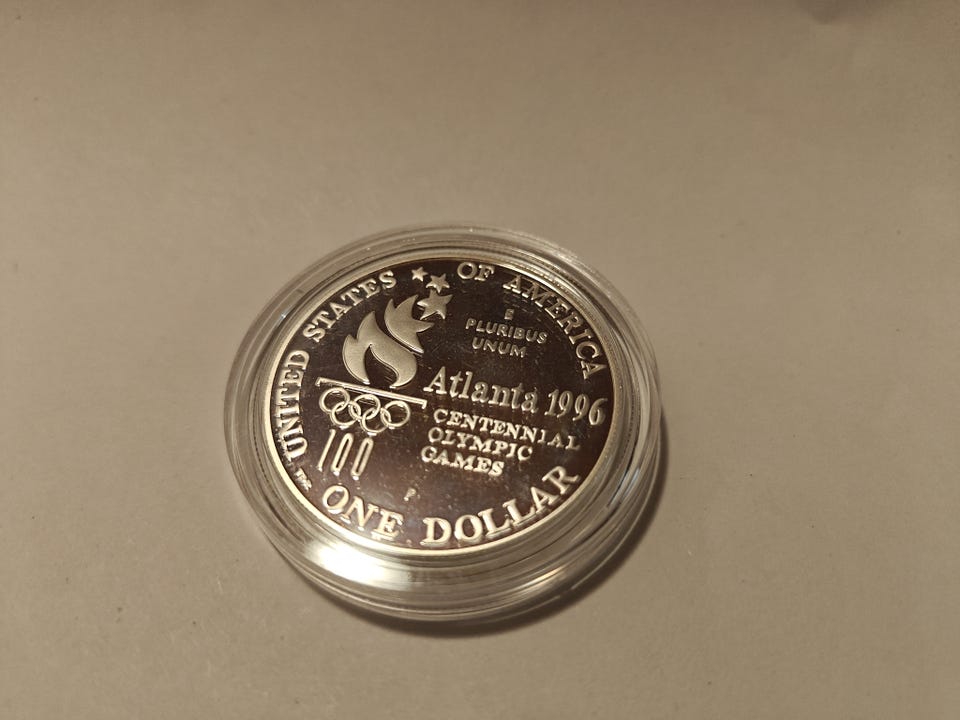 UNITED STATES OF AMERICA
E
PLURIBUS
UNUM
Atlanta 1996
CENTENNIAL
OLYMPIC
GAMES
100
P
ONE DOLLAR